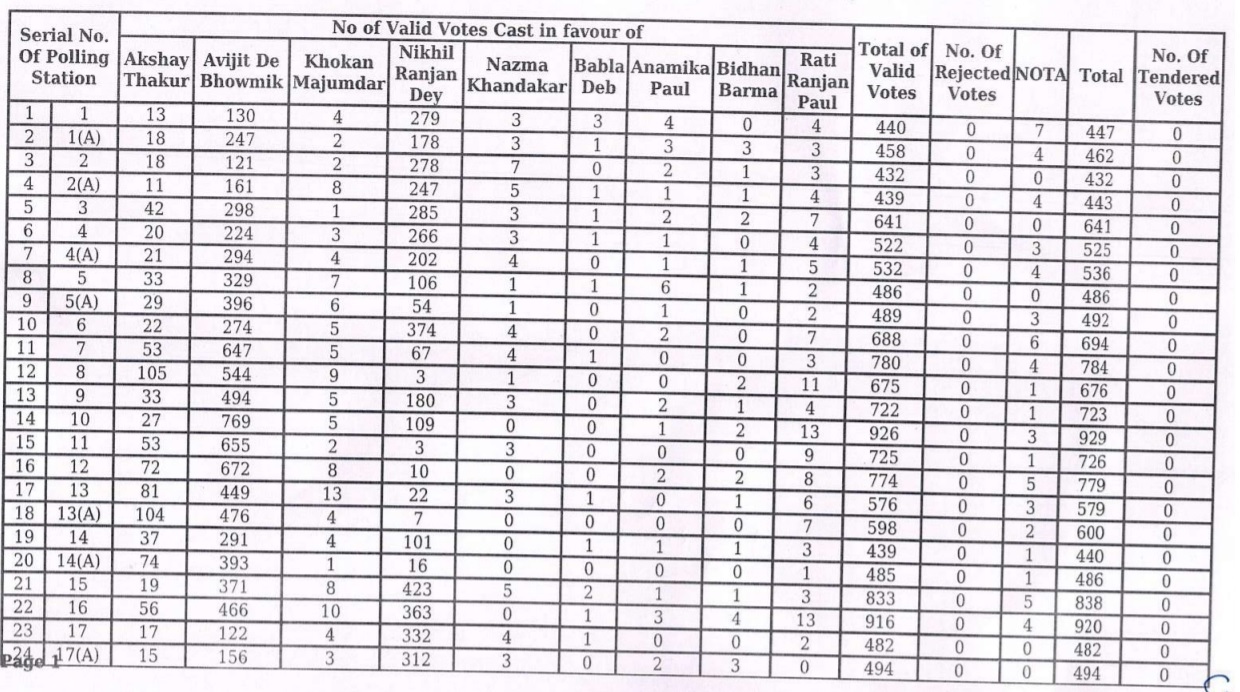 No of Valid Votes Cast in favour of
Serial No. Of Polling Station Akshay Thakur Avijit De Bhowmik Khokan Majumdar Nikhil Ranjan Dey Nazma Khandakar Babla Deb Anamika Paul Bidhan Barma Rati Ranjan Paul Total of Valid Votes No. Of Rejected Votes NOTA Total No. Of Tendered Votes
1 1 13 130 4 279 3 3 4 0 4 440 0 7 447 0
2 1(A) 18 247 2 178 3 1 3 3 3 458 0 4 462 0
3 2 18 121 2 278 7 0 2 1 3 432 0 0 432 0
4 2(A) 11 161 8 247 5 1 1 1 4 439 0 4 443 0
5 3 42 298 1 285 3 1 2 2 7 641 0 0 641 0
6 4 20 224 3 266 3 1 1 0 4 522 0 3 525 0
7 4(A) 21 294 4 202 4 0 1 1 5 532 0 4 536 0
8 5 33 329 7 106 1 1 6 1 2 486 0 0 486 0
9 5(A) 29 396 6 54 1 0 1 0 2 489 0 3 492 0
10 6 22 274 5 374 4 0 2 0 7 688 0 6 694 0
11 7 53 647 5 67 4 1 0 0 3 780 0 4 784 0
12 8 105 544 9 3 1 0 0 2 11 675 0 1 676 0
13 9 33 494 5 180 3 0 2 1 4 722 0 1 723 0
14 10 27 769 5 109 0 0 1 2 13 926 0 3 929 0
15 11 53 655 2 3 3 0 0 0 9 725 0 1 726 0
16 12 72 672 8 10 0 0 2 2 8 774 0 5 779 0
17 13 81 449 13 22 3 1 0 1 6 576 0 3 579 0
18 13(A) 104 476 4 7 0 0 0 0 7 598 0 2 600 0
19 14 37 291 4 101 0 1 1 1 3 439 0 1 440 0
20 14(A) 74 393 1 16 0 0 0 0 1 485 0 1 486 0
21 15 19 371 8 423 5 2 1 1 3 833 0 5 838 0
22 16 56 466 10 363 0 1 3 4 13 916 0 4 920 0
23 17 17 122 4 332 4 1 0 0 2 482 0 0 482 0
24 17(A) 15 156 3 312 3 0 2 3 0 494 0 0 494 0
Page 1